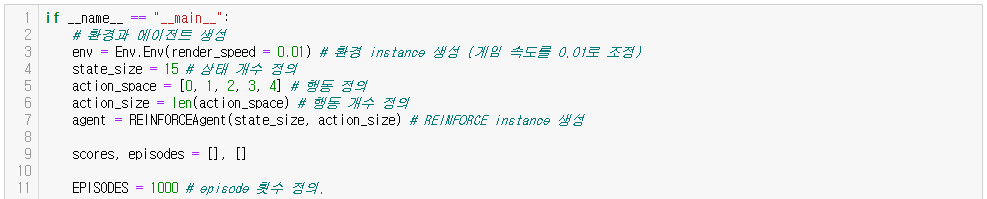 1 if __name__ == "__main__":
2 # 환경과 에이전트 생성
3 env = Env.Env(render_speed = 0.01) # 환경 instance 생성 (게임 속도를 0.01로 조정)
4 state_size = 15 # 상태 개수 정의
5 action_space = [0, 1, 2, 3, 4] # 행동 정의
6 action_size = len(action_space) # 행동 개수 정의
7 agent = REINFORCEAgent(state_size, action_size) # REINFORCE instance 생성
8
9 scores, episodes = [], []
10
11 EPISODES = 1000 # episode 횟수 정의.